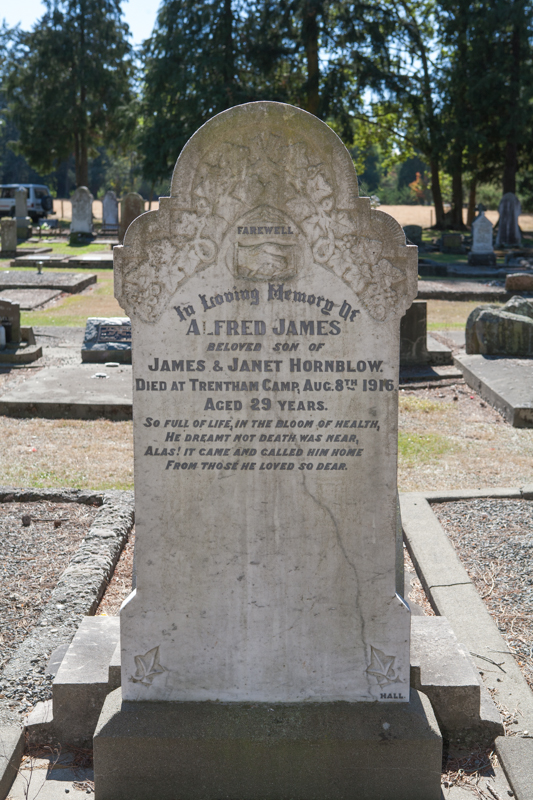 FAREWELL
In Loving Memory Of
ALFRED JAMES
BELOVED SON OF
JAMES & JANET HORNBLOW.
DIED AT TRENTHAM CAMP, AUG. 8TH 1916
AGED 29 YEARS.
SO FULL OF LIFE, IN THE BLOOM OF HEALTH,
HE DREAMT NOT DEATH WAS NEAR,
ALAS! IT CAME AND CALLED HIM HOME
FROM THOSE HE LOVED SO DEAR.
HALL